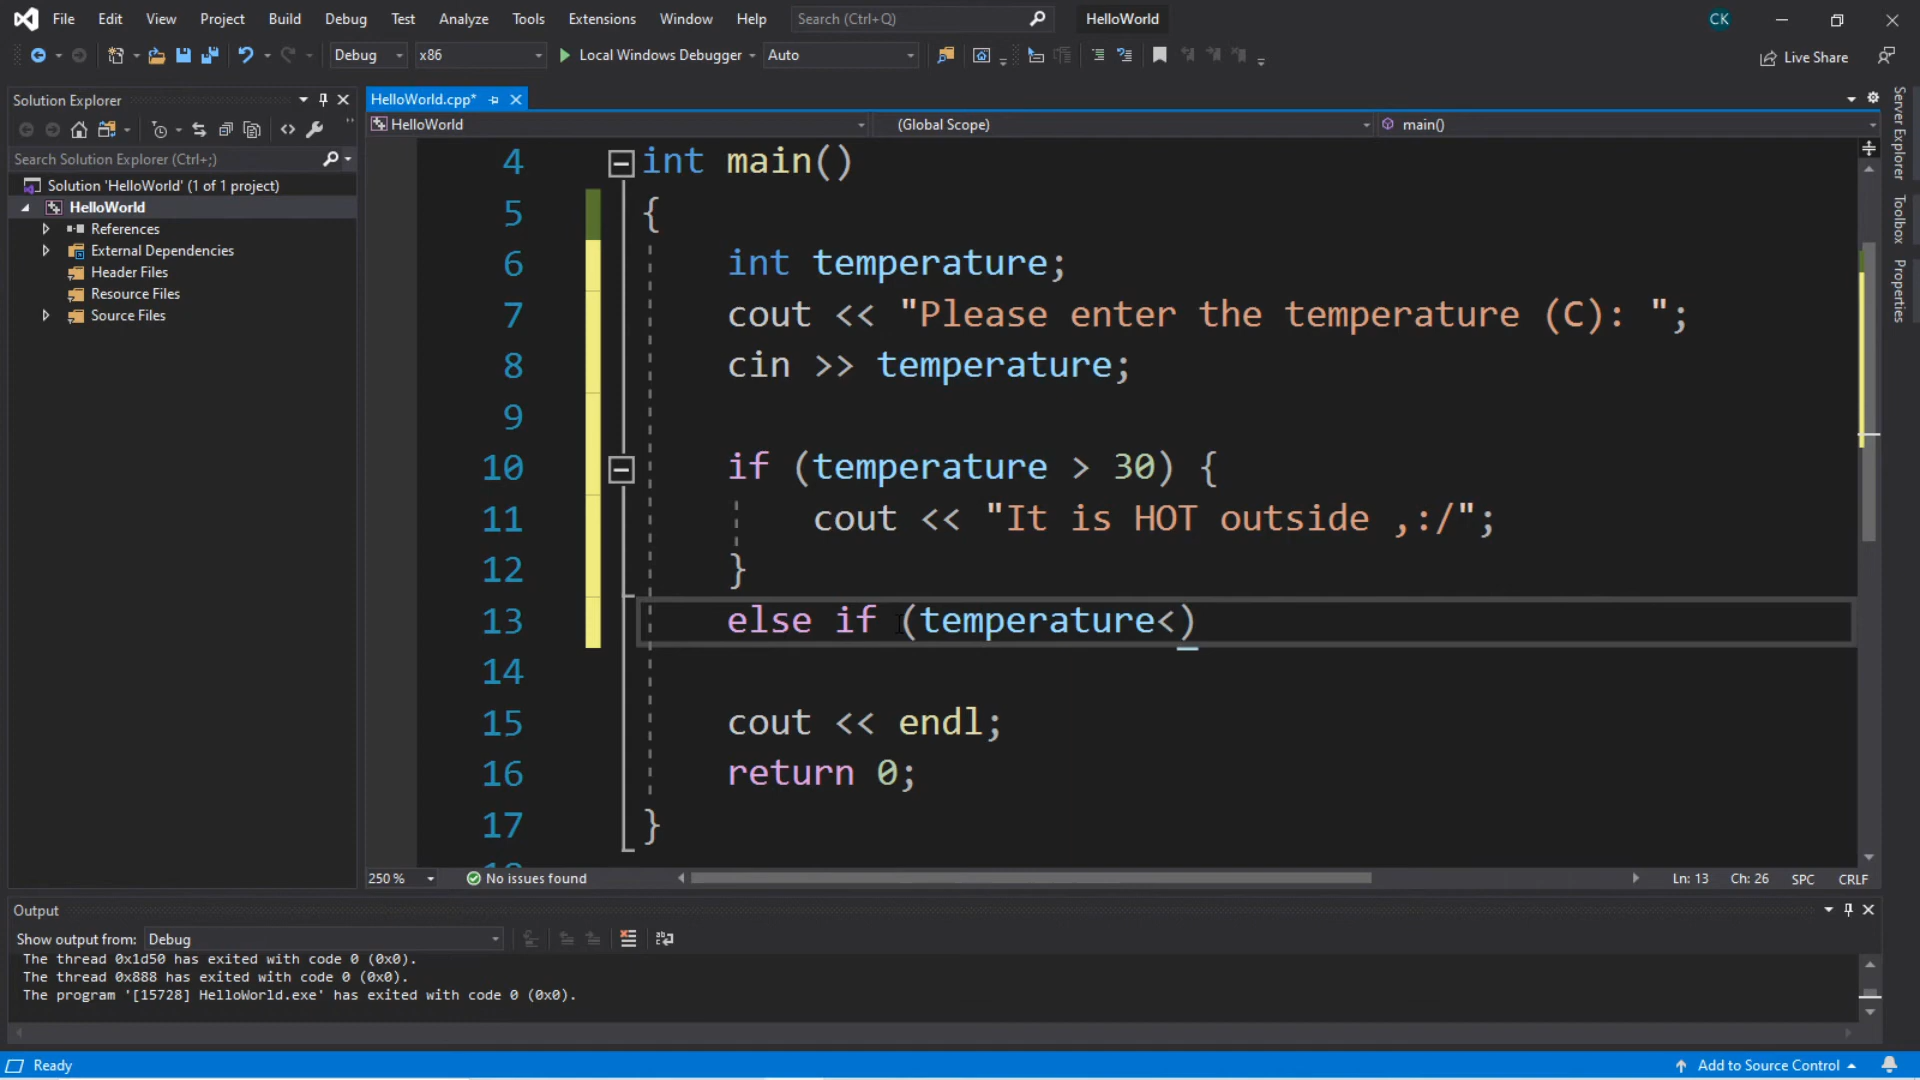 File Edit View Project Build Debug Test Analyze Tools Extensions Window Help Search (Ctrl+Q) HelloWorld CK
Debug x86 Local Windows Debugger Auto Live Share
Solution Explorer
Search Solution Explorer (Ctrl+;)
Solution 'HelloWorld' (1 of 1 project)
HelloWorld
References
External Dependencies
Header Files
Resource Files
Source Files
HelloWorld.cpp*
HelloWorld (Global Scope) main()
4 int main()
5 {
6 int temperature;
7 cout << "Please enter the temperature (C): ";
8 cin >> temperature;
9
10 if (temperature > 30) {
11 cout << "It is HOT outside ,:/";
12 }
13 else if (temperature<)
14
15 cout << endl;
16 return 0;
17 }
250 % No issues found Ln: 13 Ch: 26 SPC CRLF
Server Explorer
Toolbox
Properties
Output
Show output from: Debug
The thread 0x1d50 has exited with code 0 (0x0).
The thread 0x888 has exited with code 0 (0x0).
The program '[15728] HelloWorld.exe' has exited with code 0 (0x0).
Ready Add to Source Control